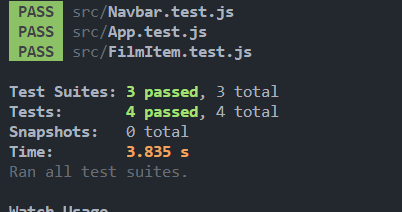 PASS src/Navbar.test.js
PASS src/App.test.js
PASS src/FilmItem.test.js
Test Suites: 3 passed, 3 total
Tests: 4 passed, 4 total
Snapshots: 0 total
Time: 3.835 s
Ran all test suites.
Watch Usage